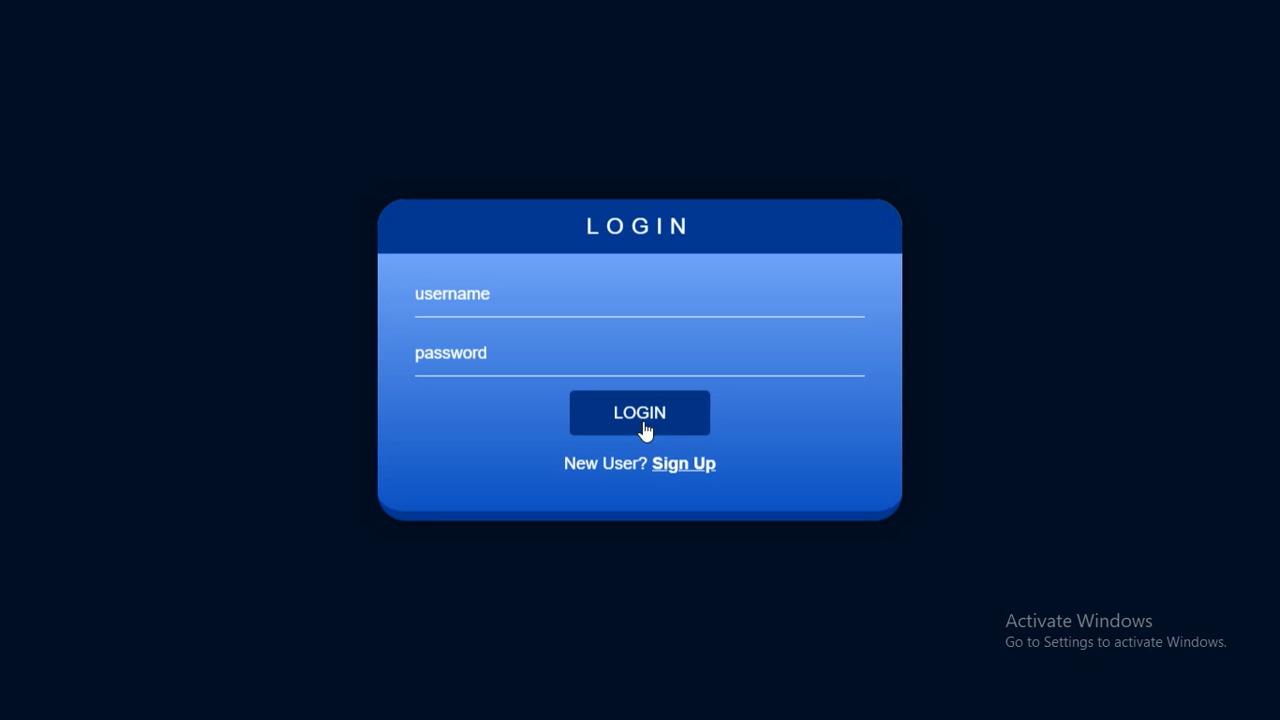 LOGIN
username
password
LOGIN
New User? Sign Up
Activate Windows
Go to Settings to activate Windows.